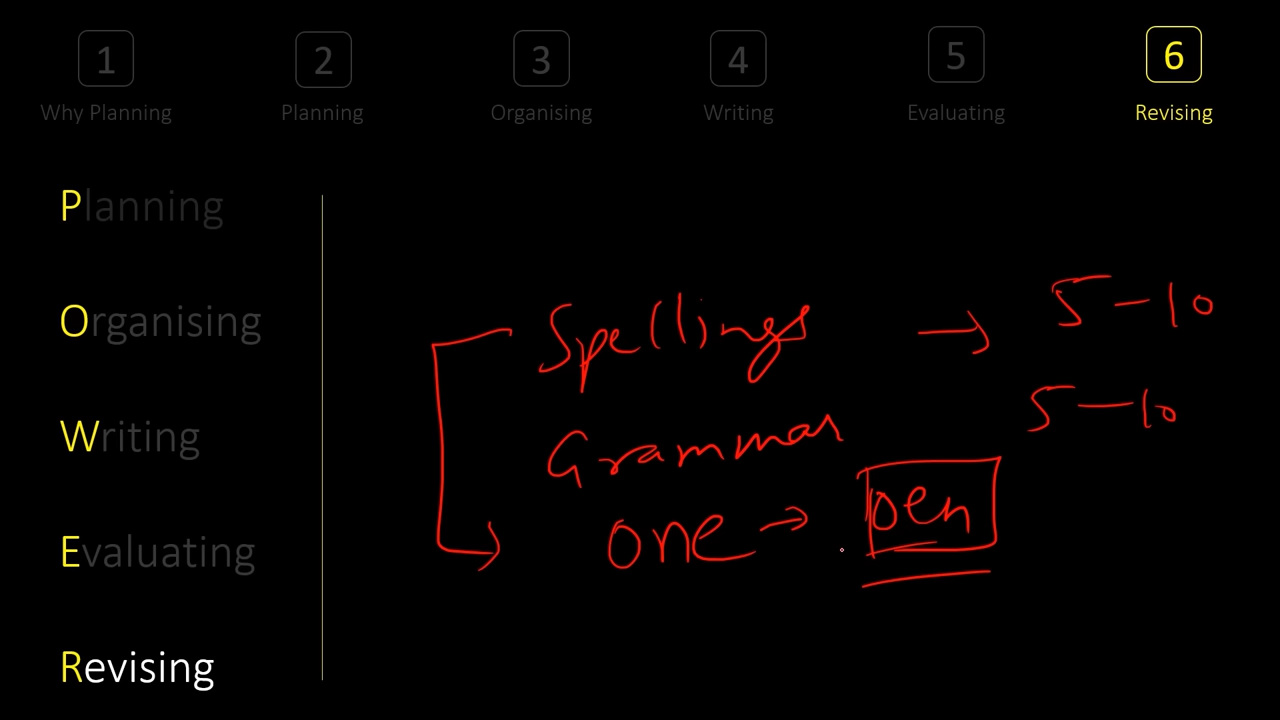 1 2 3 4 5 6
Why Planning Planning Organising Writing Evaluating Revising
Planning
Organising
Writing
Evaluating
Revising
Spellings → 5-10
Grammar 5-10
one → oen